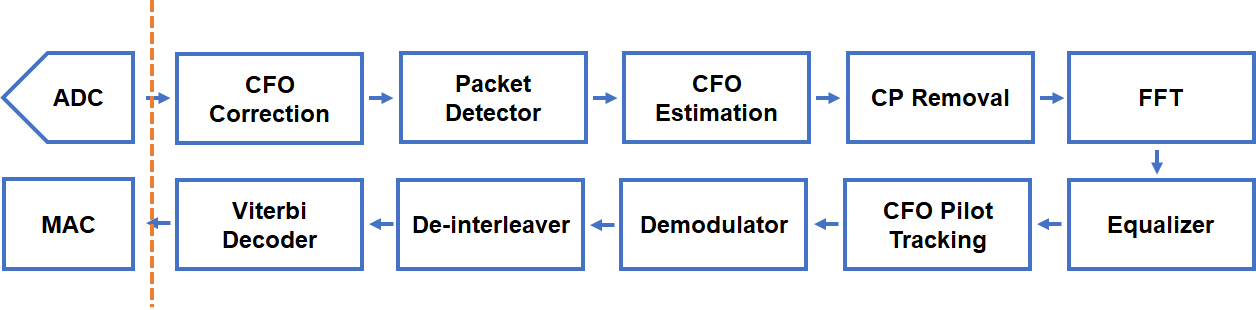 ADC
CFO
Correction
Packet
Detector
CFO
Estimation
CP Removal
FFT
MAC
Viterbi
Decoder
De-interleaver
Demodulator
CFO Pilot
Tracking
Equalizer